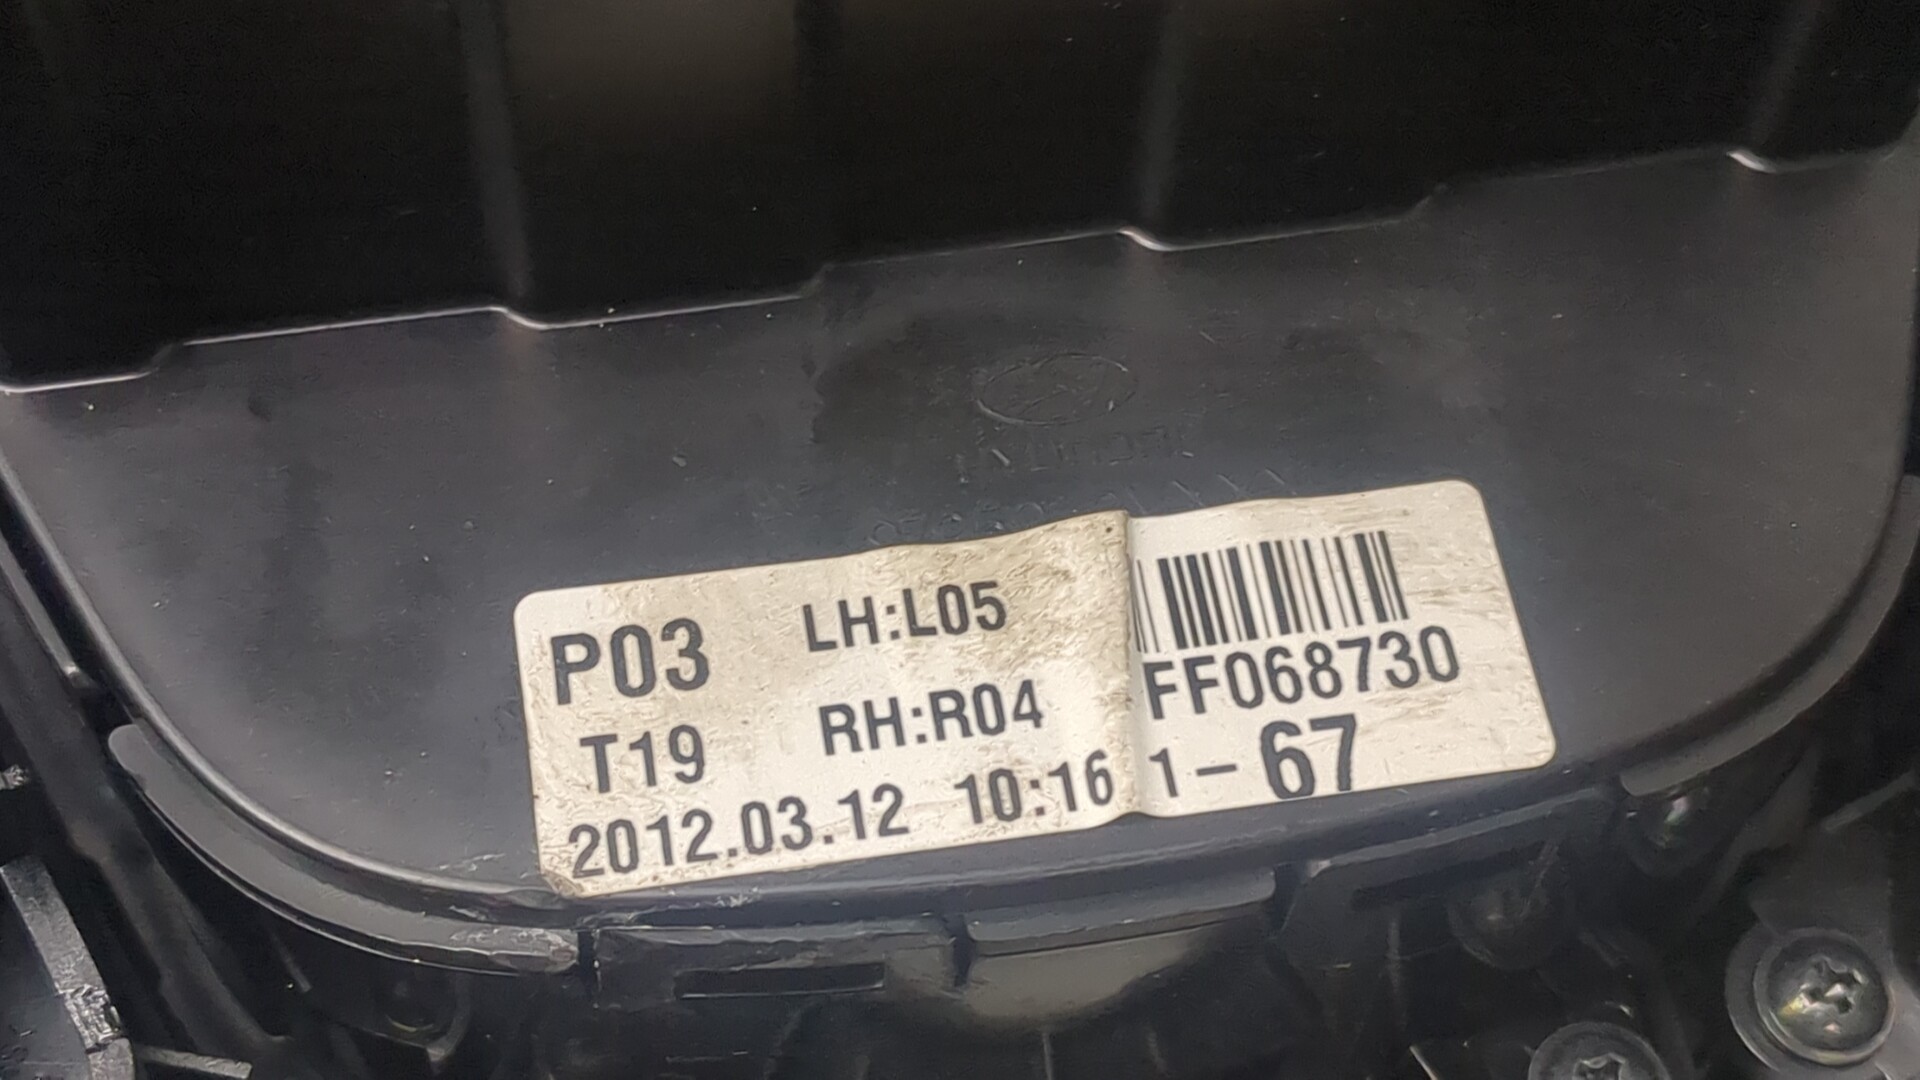 P03 LH:L05
FF068730
T19 RH:R04
2012.03.12 10:16 1-67